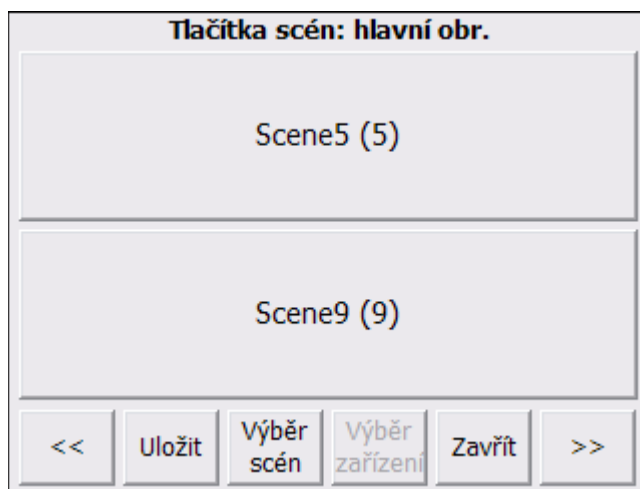 Tlačítka scén: hlavní obr.
Scene5 (5)
Scene9 (9)
<<
Uložit
Výběr
scén
Výběr
zařízení
Zavřít
>>